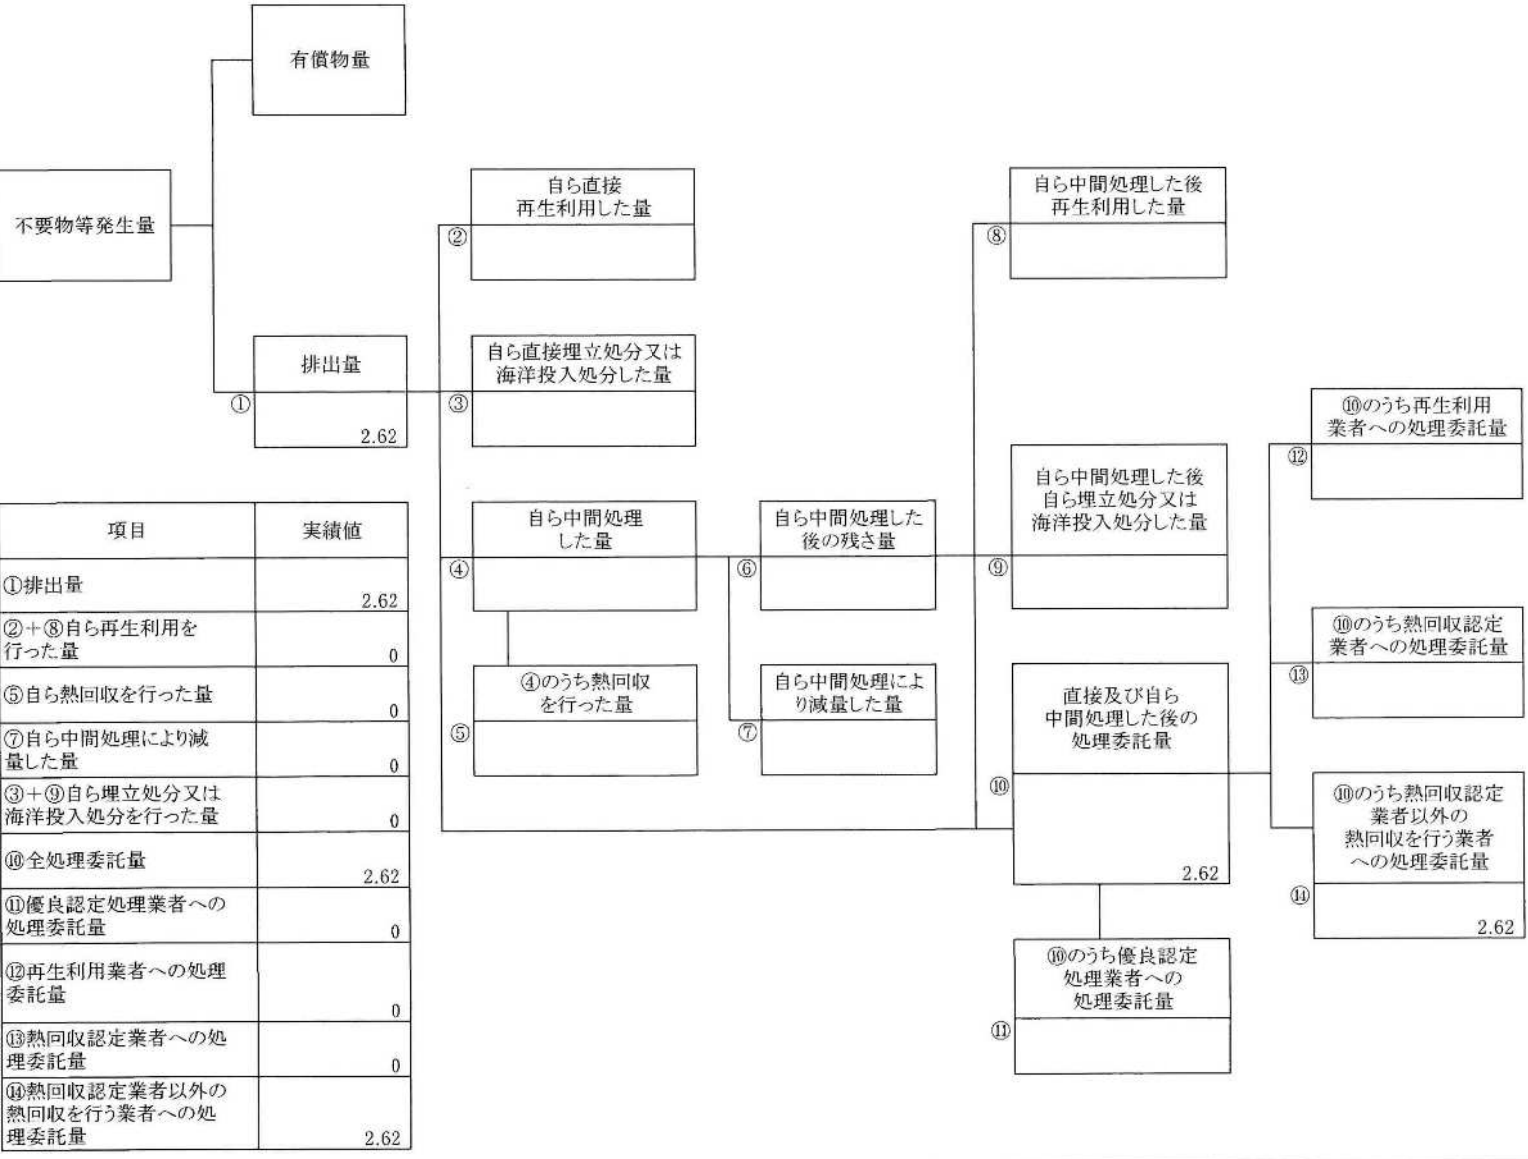 有償物量
不要物等発生量
排出量
①
2.62
自ら直接
再生利用した量
②
自ら直接埋立処分又は
海洋投入処分した量
③
自ら中間処理
した量
④
④のうち熱回収
を行った量
⑤
自ら中間処理した
後の残さ量
⑥
自ら中間処理によ
り減量した量
⑦
自ら中間処理した後
再生利用した量
⑧
自ら中間処理した後
自ら埋立処分又は
海洋投入処分した量
⑨
直接及び自ら
中間処理した後の
処理委託量
⑩
2.62
⑩のうち優良認定
処理業者への
処理委託量
⑪
⑩のうち再生利用
業者への処理委託量
⑫
⑩のうち熱回収認定
業者への処理委託量
⑬
⑩のうち熱回収認定
業者以外の
熱回収を行う業者
への処理委託量
⑭
2.62
項目 実績値
①排出量
2.62
②+⑧自ら再生利用を
行った量
0
⑤自ら熱回収を行った量
0
⑦自ら中間処理により減
量した量
0
③+⑨自ら埋立処分又は
海洋投入処分を行った量
0
⑩全処理委託量
2.62
⑪優良認定処理業者への
処理委託量
0
⑫再生利用業者への処理
委託量
0
⑬熱回収認定業者への処
理委託量
0
⑭熱回収認定業者以外の
熱回収を行う業者への処
理委託量
2.62